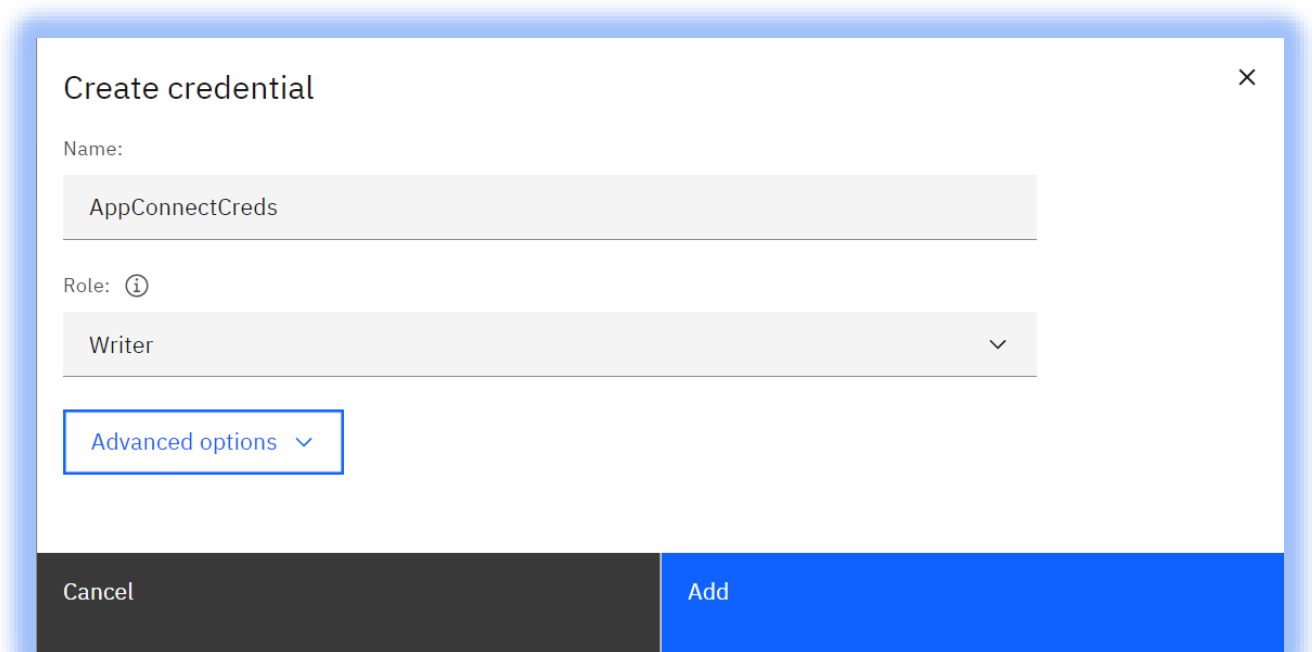 Create credential
Name:
AppConnectCreds
Role:
Writer
Advanced options
Cancel
Add